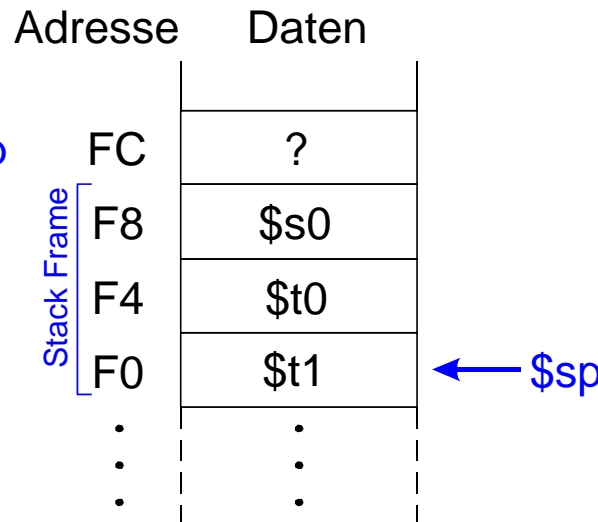 Adresse Daten
FC ?
Stack Frame
F8 $s0
F4 $t0
F0 $t1 $sp